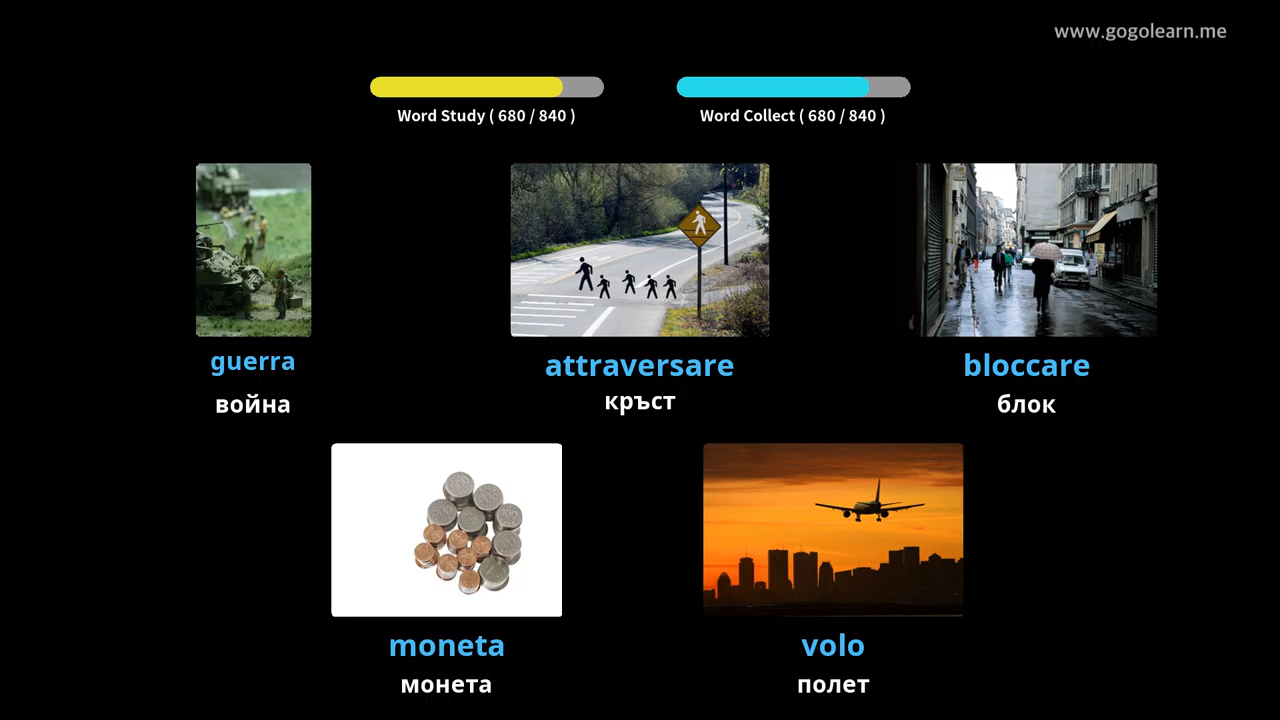 www.gogolearn.me
Word Study ( 680 / 840 )
Word Collect ( 680 / 840 )
guerra
война
attraversare
кръст
bloccare
блок
moneta
монета
volo
полет